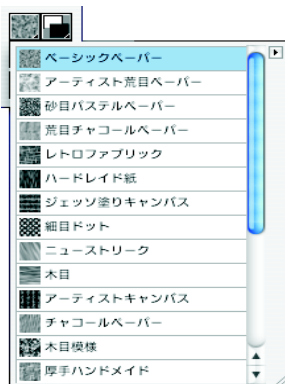 ベーシックペーパー
アーティスト荒目ペーパー
砂目パステルペーパー
荒目チャコールペーパー
レトロファブリック
ハードレイド紙
ジェッソ塗りキャンバス
細目ドット
ニューストリーク
木目
アーティストキャンバス
チャコールペーパー
木目模様
厚手ハンドメイド